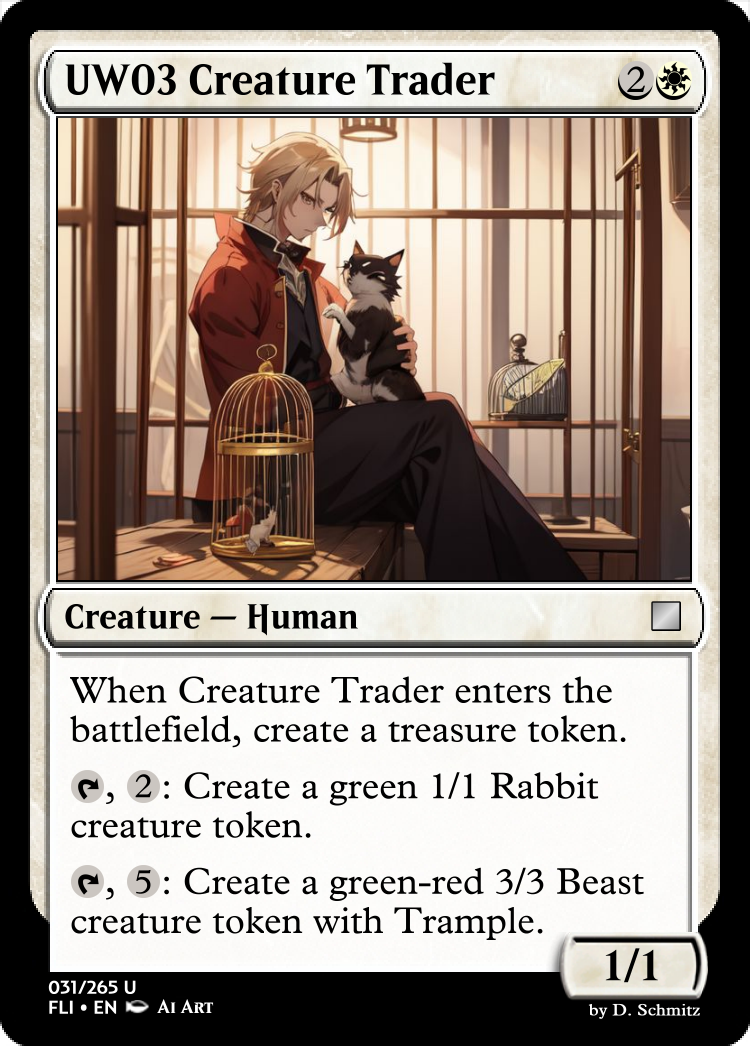 UW03 Creature Trader 2
Creature — Human
When Creature Trader enters the
battlefield, create a treasure token.
, 2: Create a green 1/1 Rabbit
creature token.
, 5: Create a green-red 3/3 Beast
creature token with Trample.
1/1
031/265 U
FLI • EN AI ART
by D. Schmitz